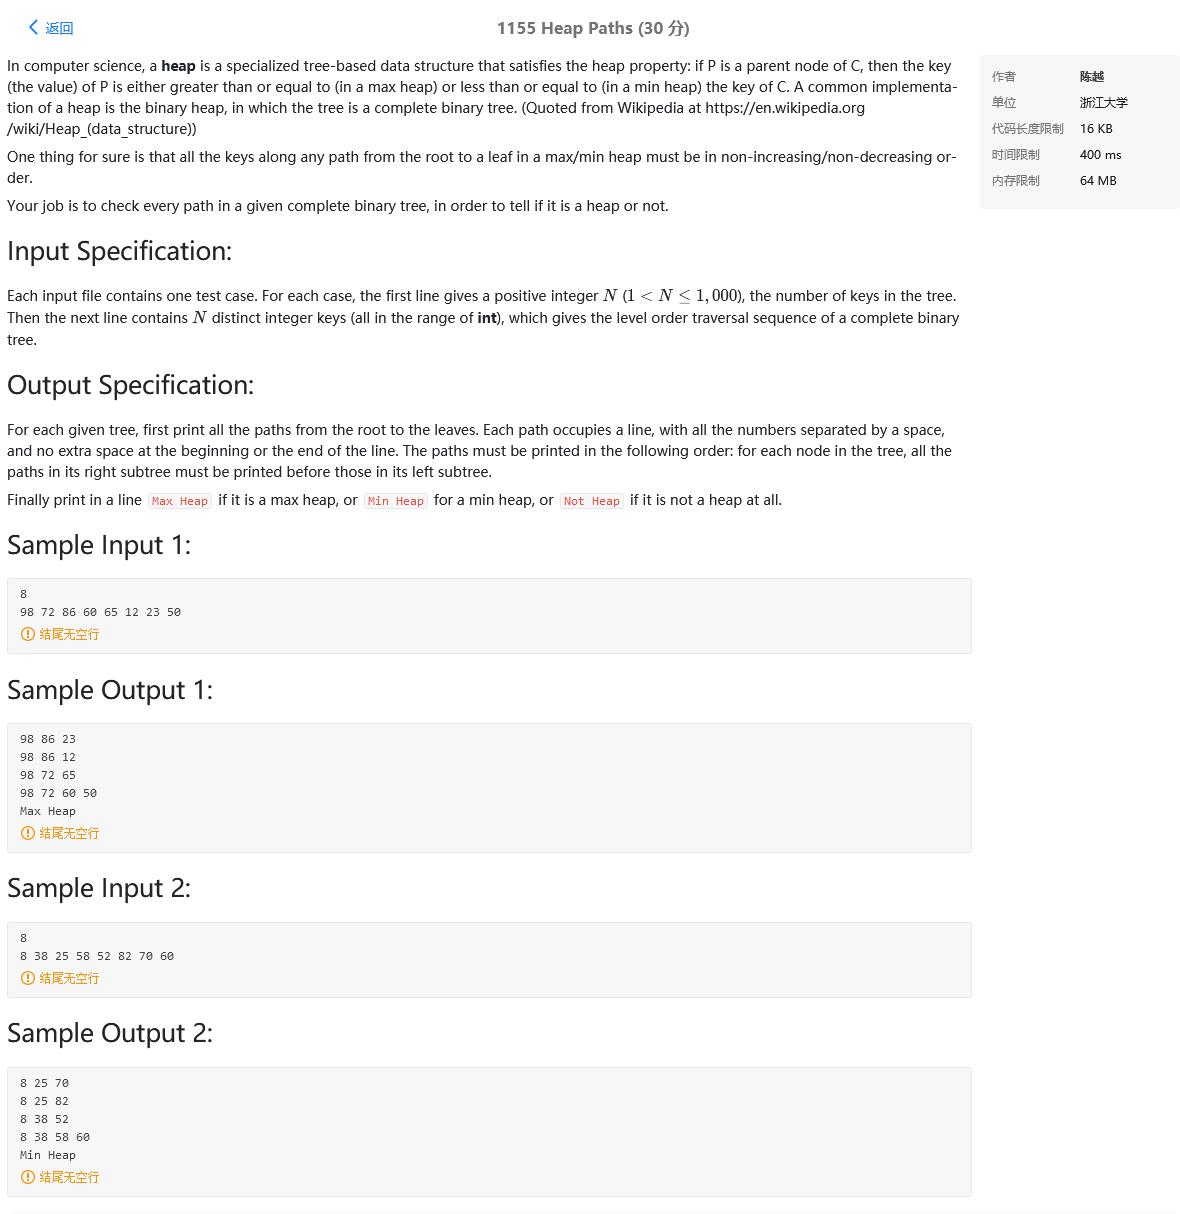 返回
1155 Heap Paths (30 分)
In computer science, a heap is a specialized tree-based data structure that satisfies the heap property: if P is a parent node of C, then the key
(the value) of P is either greater than or equal to (in a max heap) or less than or equal to (in a min heap) the key of C. A common implementa-
tion of a heap is the binary heap, in which the tree is a complete binary tree. (Quoted from Wikipedia at https://en.wikipedia.org
/wiki/Heap_(data_structure))
One thing for sure is that all the keys along any path from the root to a leaf in a max/min heap must be in non-increasing/non-decreasing or-
der.
Your job is to check every path in a given complete binary tree, in order to tell if it is a heap or not.
作者 陈越
单位 浙江大学
代码长度限制 16 KB
时间限制 400 ms
内存限制 64 MB
Input Specification:
Each input file contains one test case. For each case, the first line gives a positive integer N (1 < N ≤ 1,000), the number of keys in the tree.
Then the next line contains N distinct integer keys (all in the range of int), which gives the level order traversal sequence of a complete binary
tree.
Output Specification:
For each given tree, first print all the paths from the root to the leaves. Each path occupies a line, with all the numbers separated by a space,
and no extra space at the beginning or the end of the line. The paths must be printed in the following order: for each node in the tree, all the
paths in its right subtree must be printed before those in its left subtree.
Finally print in a line Max Heap if it is a max heap, or Min Heap for a min heap, or Not Heap if it is not a heap at all.
Sample Input 1:
8
98 72 86 60 65 12 23 50
结尾无空行
Sample Output 1:
98 86 23
98 86 12
98 72 65
98 72 60 50
Max Heap
结尾无空行
Sample Input 2:
8
8 38 25 58 52 82 70 60
结尾无空行
Sample Output 2:
8 25 70
8 25 82
8 38 52
8 38 58 60
Min Heap
结尾无空行